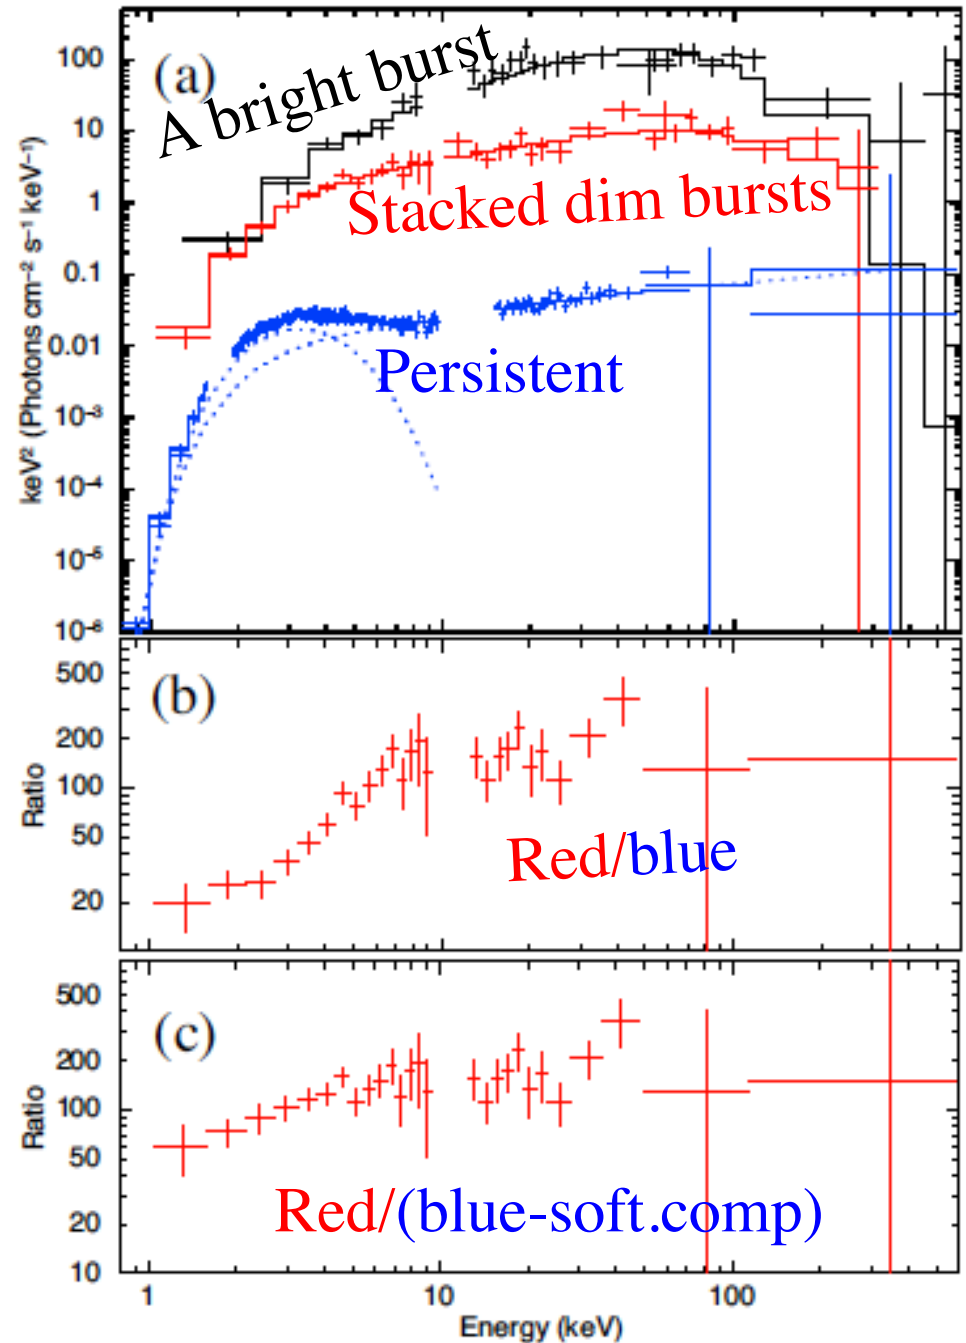 (a)
A bright burst
Stacked dim bursts
Persistent
keV² (Photons cm⁻² s⁻¹ keV⁻¹)
100
10
1
0.1
0.01
10⁻³
10⁻⁴
10⁻⁵
10⁻⁶
(b)
Red/blue
Ratio
500
200
100
50
20
(c)
Red/(blue-soft.comp)
Ratio
500
200
100
50
20
10
1 10 100
Energy (keV)